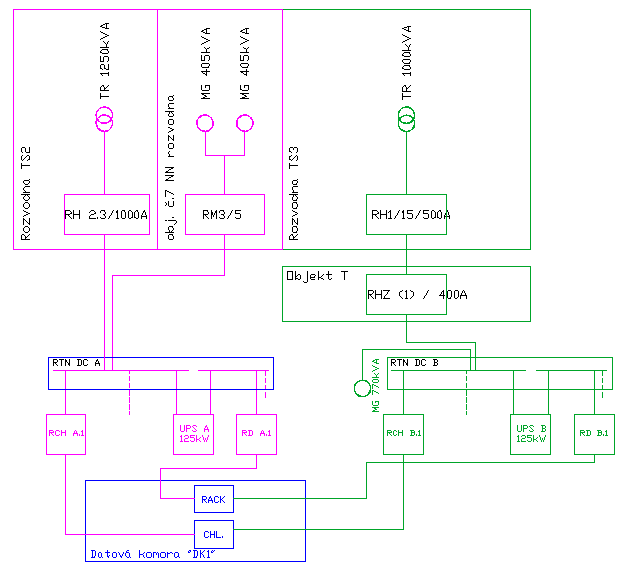 TR 1250kVA
MG 405kVA
MG 405kVA
TR 1000kVA
Rozvodna TS2
obj. č.7 NN rozvodna
Rozvodna TS3
RH 2.3/1000A
RM3/5
RH1/15/500A
Objekt T
RHZ (1) / 400A
RTN DC A
MG 770kVA
RTN DC B
RCH A.1
UPS A
125kW
RD A.1
RCH B.1
UPS B
125kW
RD B.1
RACK
CHL.
Datová komora "DK1"